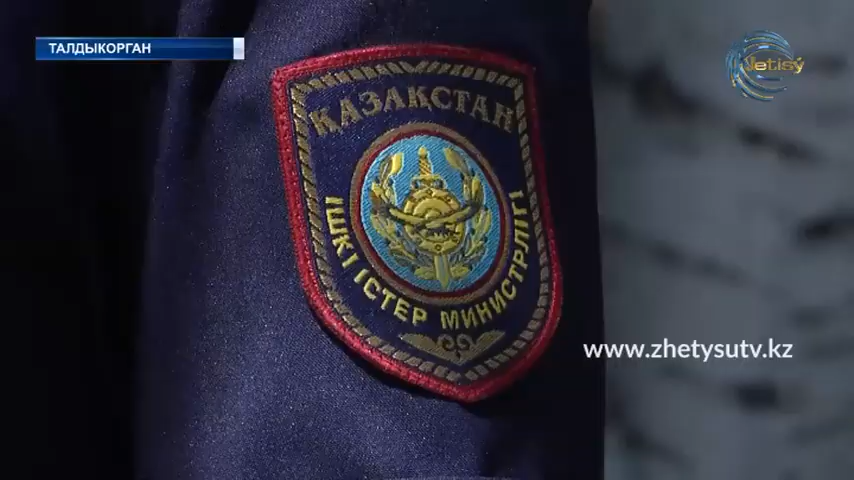 ТАЛДЫКОРГАН
Jetisý
ҚАЗАҚСТАН
ІШКІ ІСТЕР МИНИСТРЛІГІ
www.zhetysutv.kz